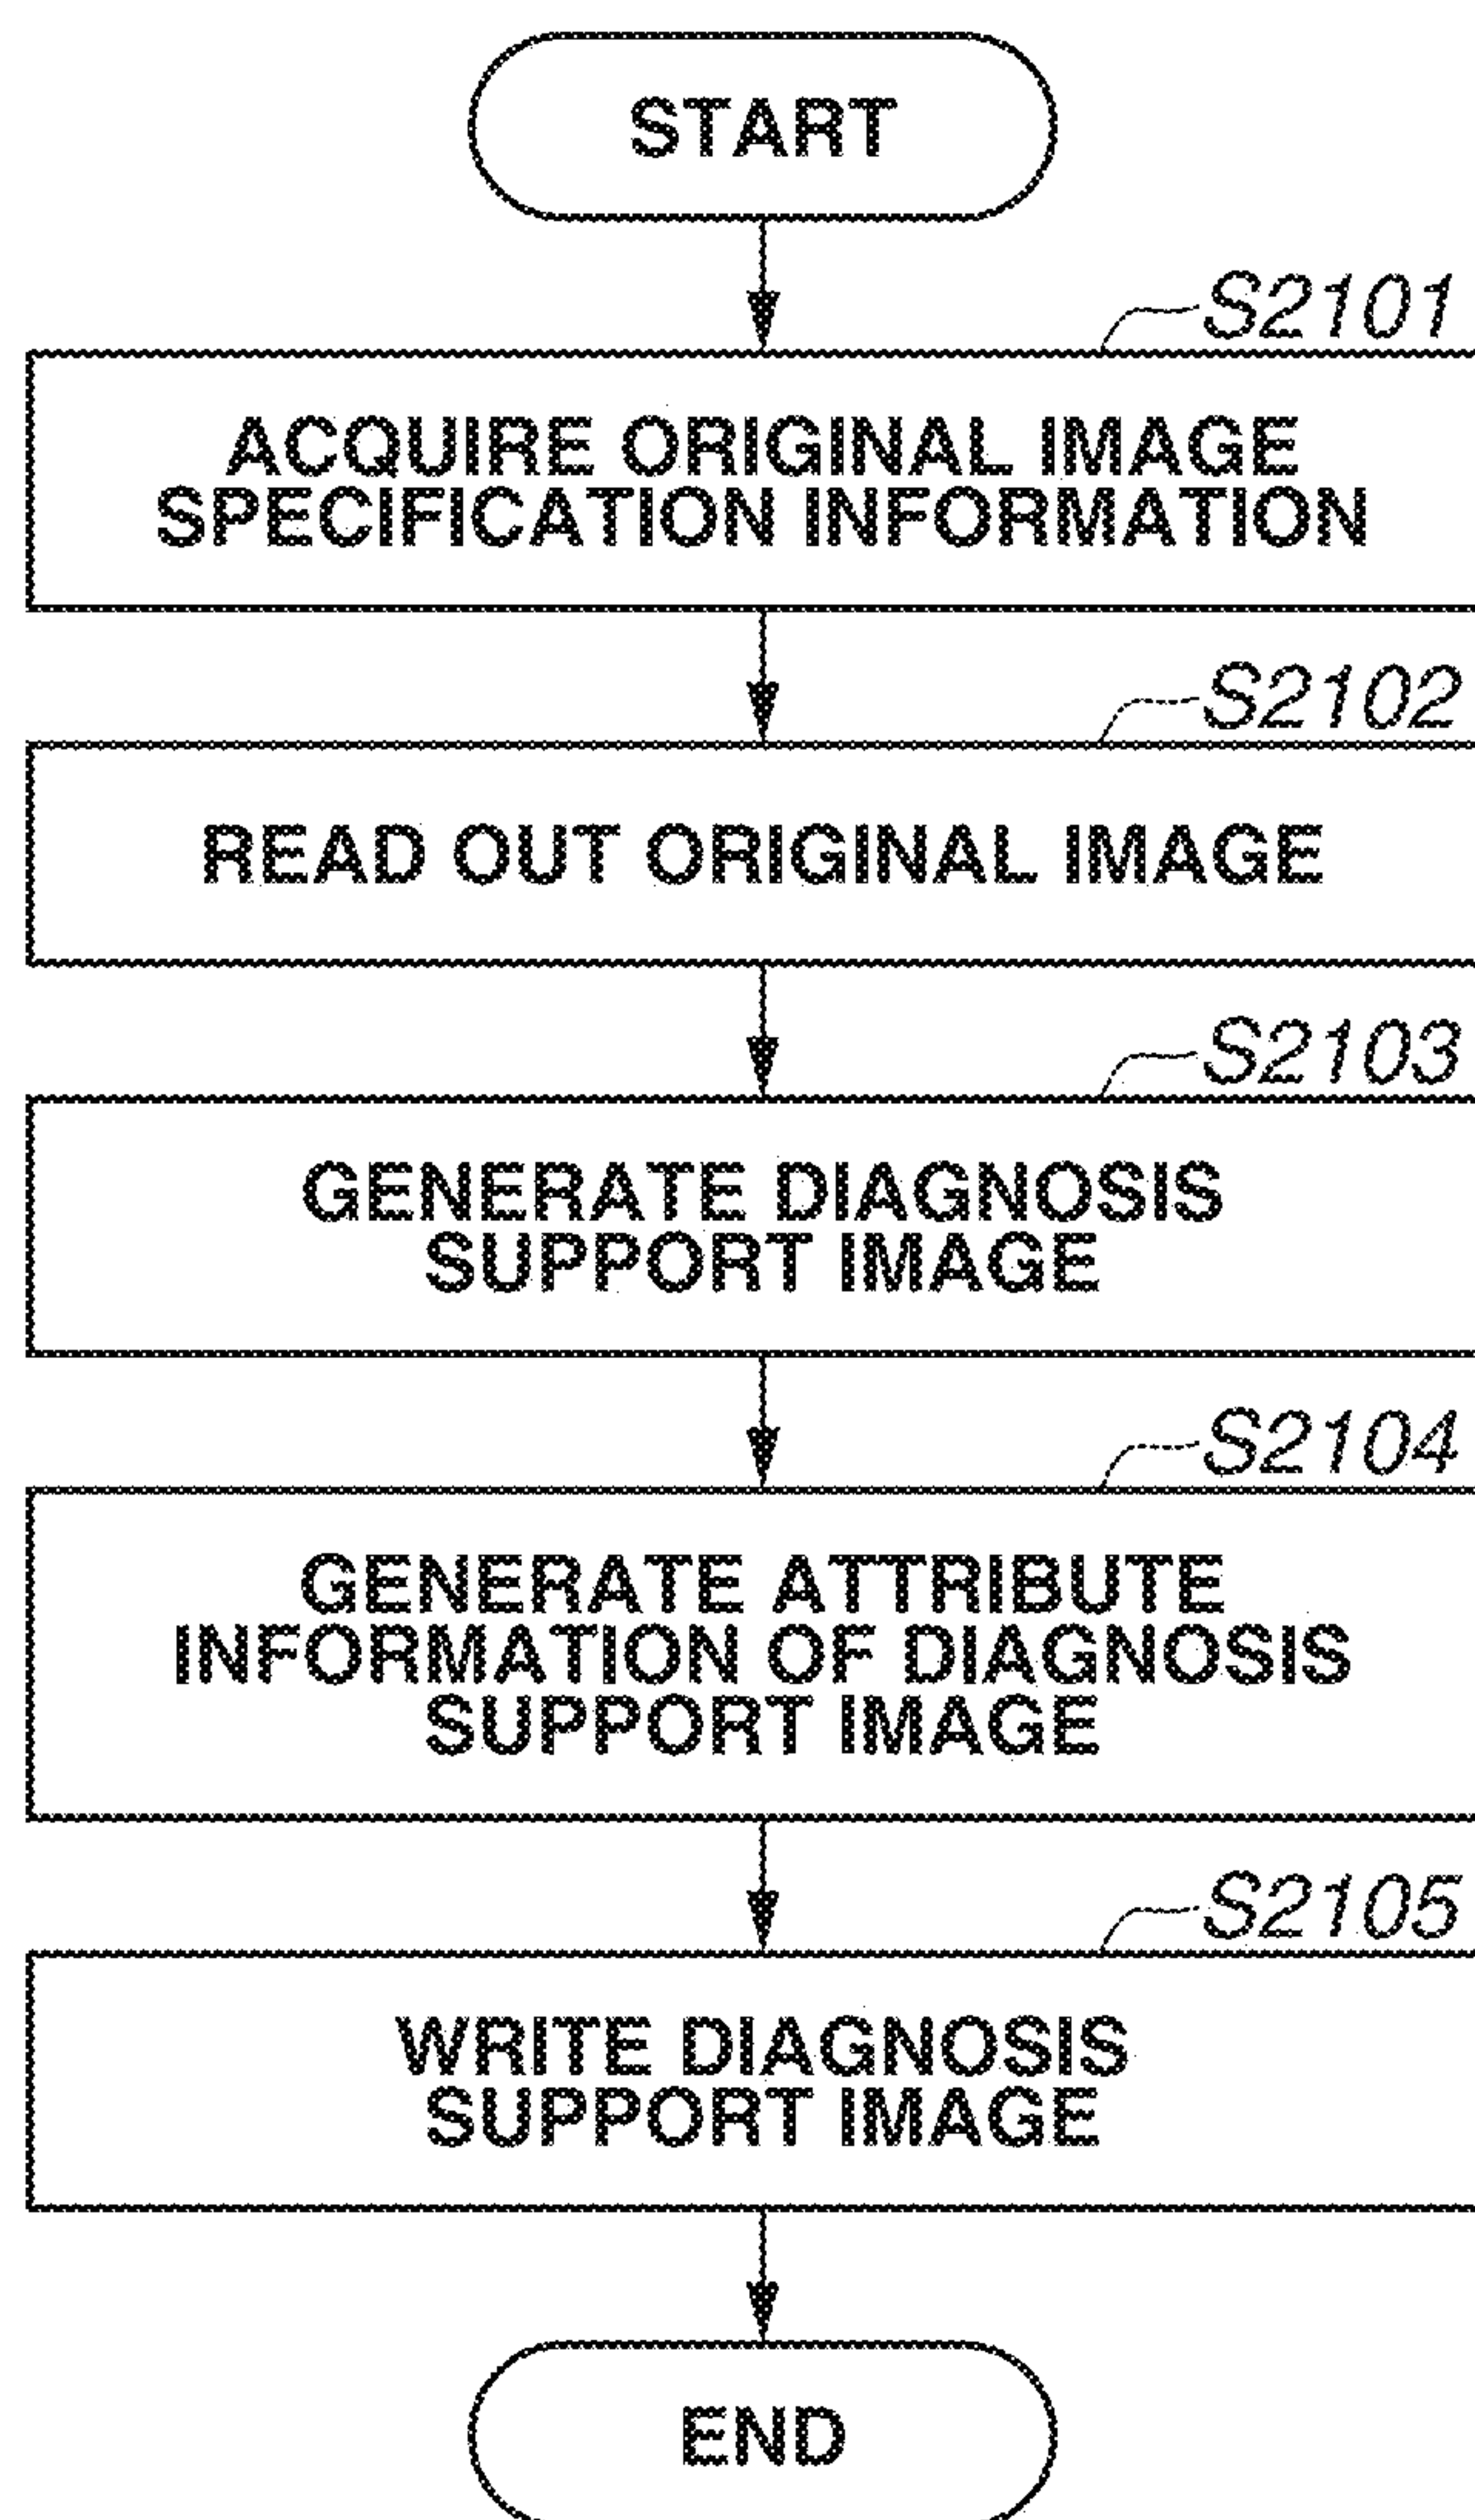 START
S2101
ACQUIRE ORIGINAL IMAGE
SPECIFICATION INFORMATION
S2102
READ OUT ORIGINAL IMAGE
S2103
GENERATE DIAGNOSIS
SUPPORT IMAGE
S2104
GENERATE ATTRIBUTE
INFORMATION OF DIAGNOSIS
SUPPORT IMAGE
S2105
WRITE DIAGNOSIS
SUPPORT IMAGE
END